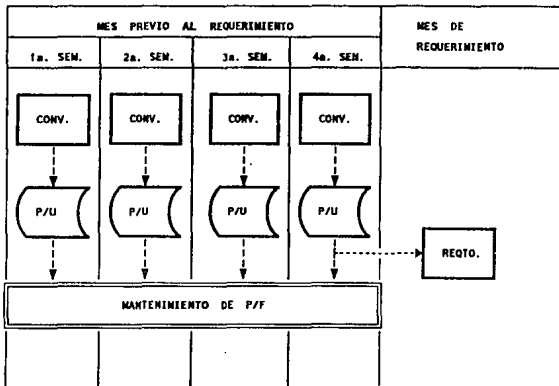 MES PREVIO AL REQUERIMIENTO
MES DE
REQUERIMIENTO
1a. SEM. 2a. SEM. 3a. SEM. 4a. SEM.
CONV. CONV. CONV. CONV.
P/U P/U P/U P/U
REQTO.
MANTENIMIENTO DE P/F